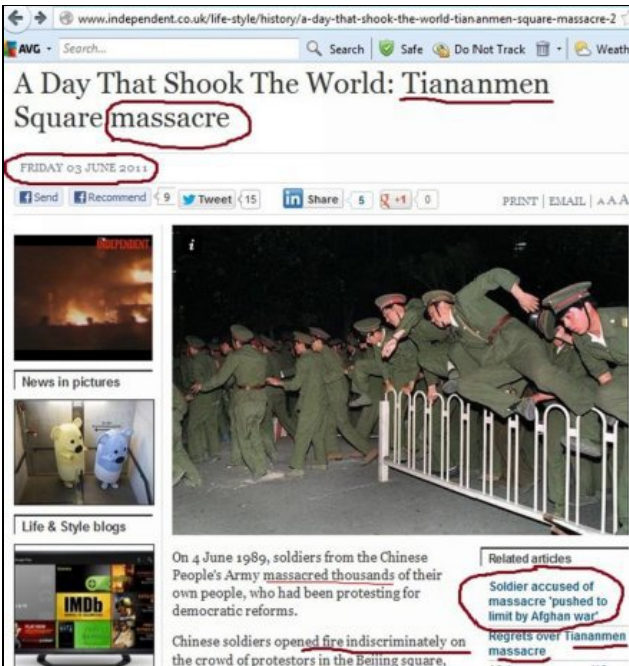 www.independent.co.uk/life-style/history/a-day-that-shook-the-world-tiananmen-square-massacre-2
AVG Search... Search Safe Do Not Track Weath
A Day That Shook The World: Tiananmen
Square massacre
FRIDAY 03 JUNE 2011
Send Recommend 9 Tweet 15 in Share 5 +1 0 PRINT | EMAIL | A A A
INDEPENDENT
i
News in pictures
Life & Style blogs
IMDb
On 4 June 1989, soldiers from the Chinese
People's Army massacred thousands of their
own people, who had been protesting for
democratic reforms.
Chinese soldiers opened fire indiscriminately on
the crowd of protestors in the Beijing square,
Related articles
Soldier accused of
massacre 'pushed to
limit by Afghan war'
Regrets over Tiananmen
massacre